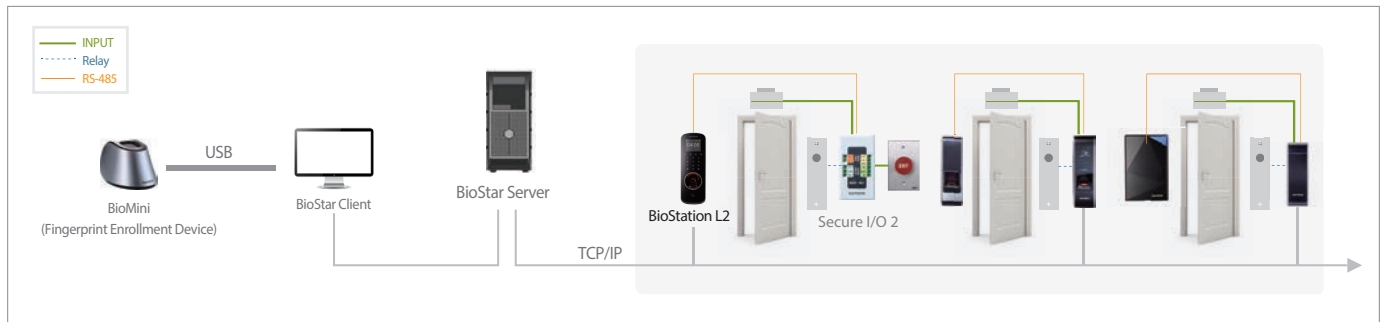 INPUT
Relay
RS-485
USB
BioMini
(Fingerprint Enrollment Device)
BioStar Client
BioStar Server
TCP/IP
BioStation L2
Secure I/O 2
EXIT